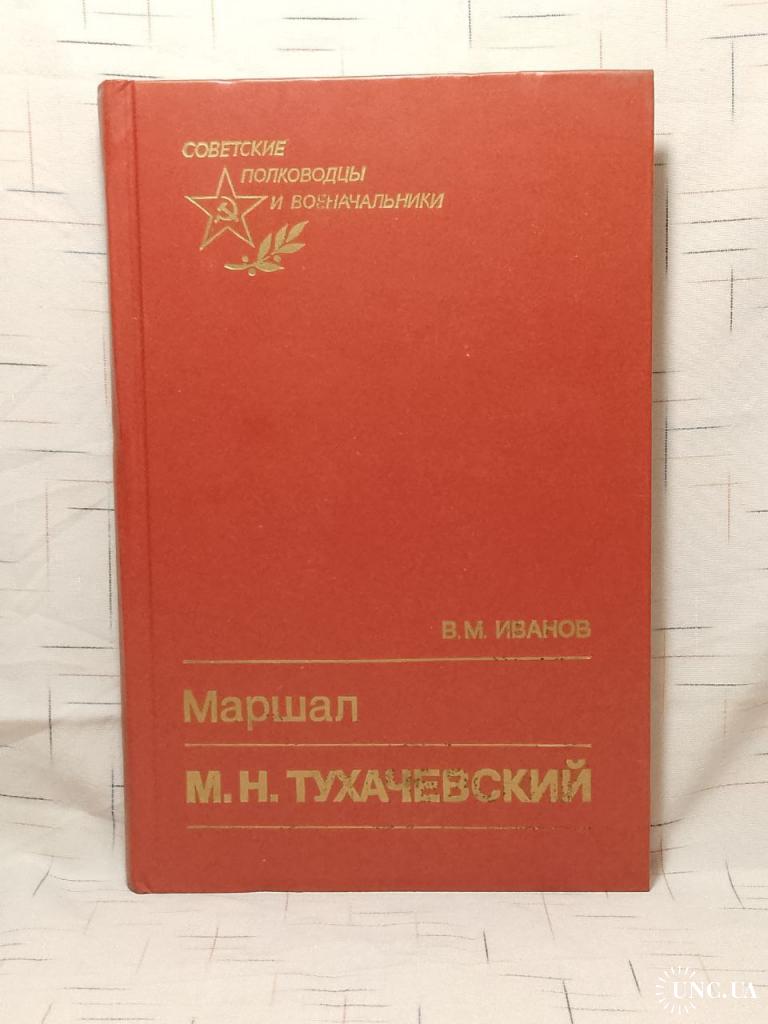 СОВЕТСКИЕ
ПОЛКОВОДЦЫ
И ВОЕНАЧАЛЬНИКИ
В.М. ИВАНОВ
Маршал
М.Н. ТУХАЧЕВСКИЙ
UNC.UA